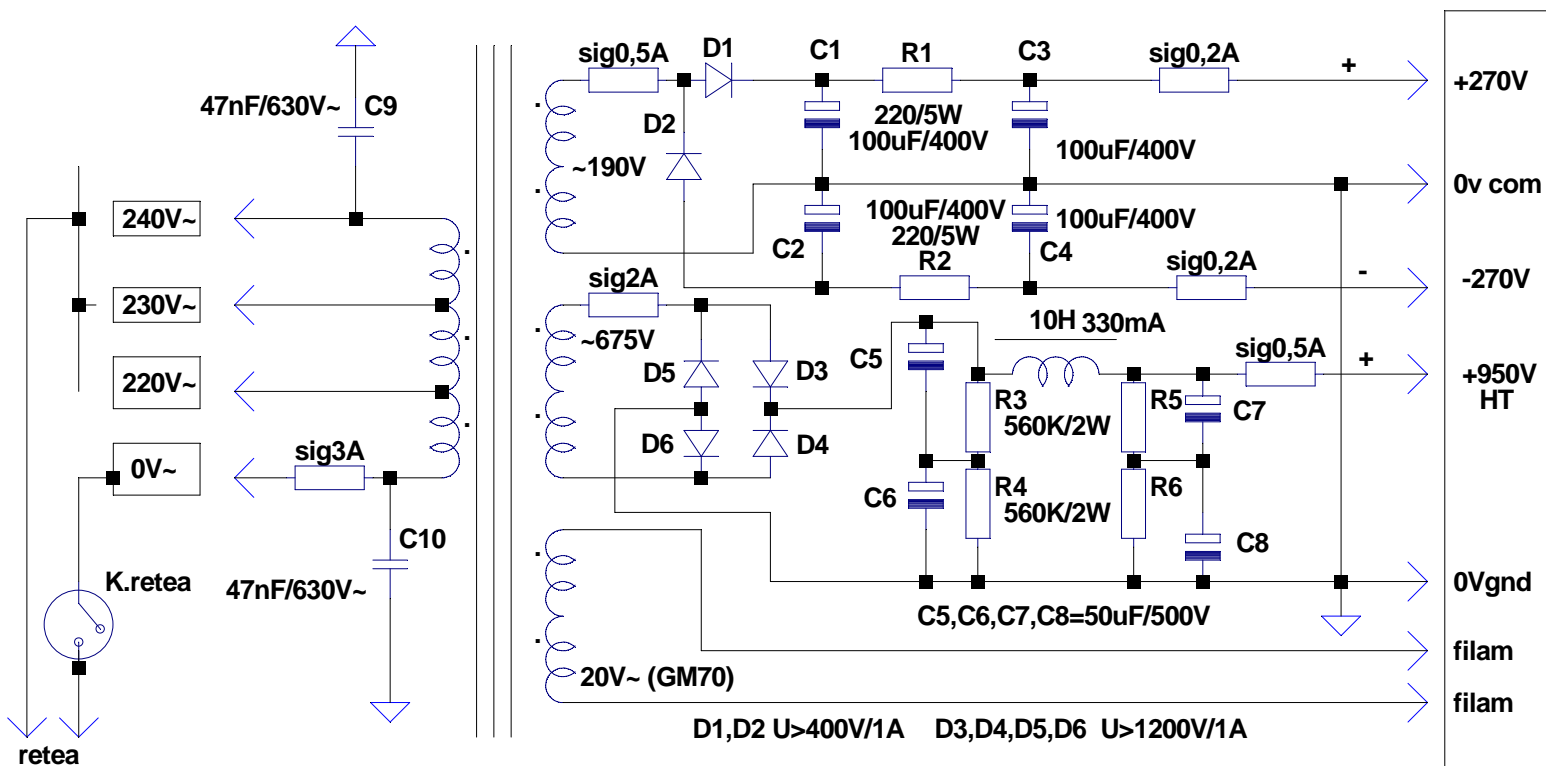 sig0,5A
D1
C1
R1
C3
sig0,2A
+
+270V
47nF/630V~
C9
D2
220/5W
100uF/400V
100uF/400V
~190V
0v com
240V~
100uF/400V
100uF/400V
220/5W
C2
R2
C4
sig2A
sig0,2A
-
-270V
230V~
~675V
10H
330mA
C5
sig0,5A
+
220V~
D5
D3
+950V
HT
R3
R5
C7
560K/2W
D6
D4
sig3A
0V~
C6
R4
R6
560K/2W
C10
C8
K.retea
47nF/630V~
0Vgnd
C5,C6,C7,C8=50uF/500V
filam
20V~ (GM70)
filam
D1,D2 U>400V/1A
D3,D4,D5,D6 U>1200V/1A
retea